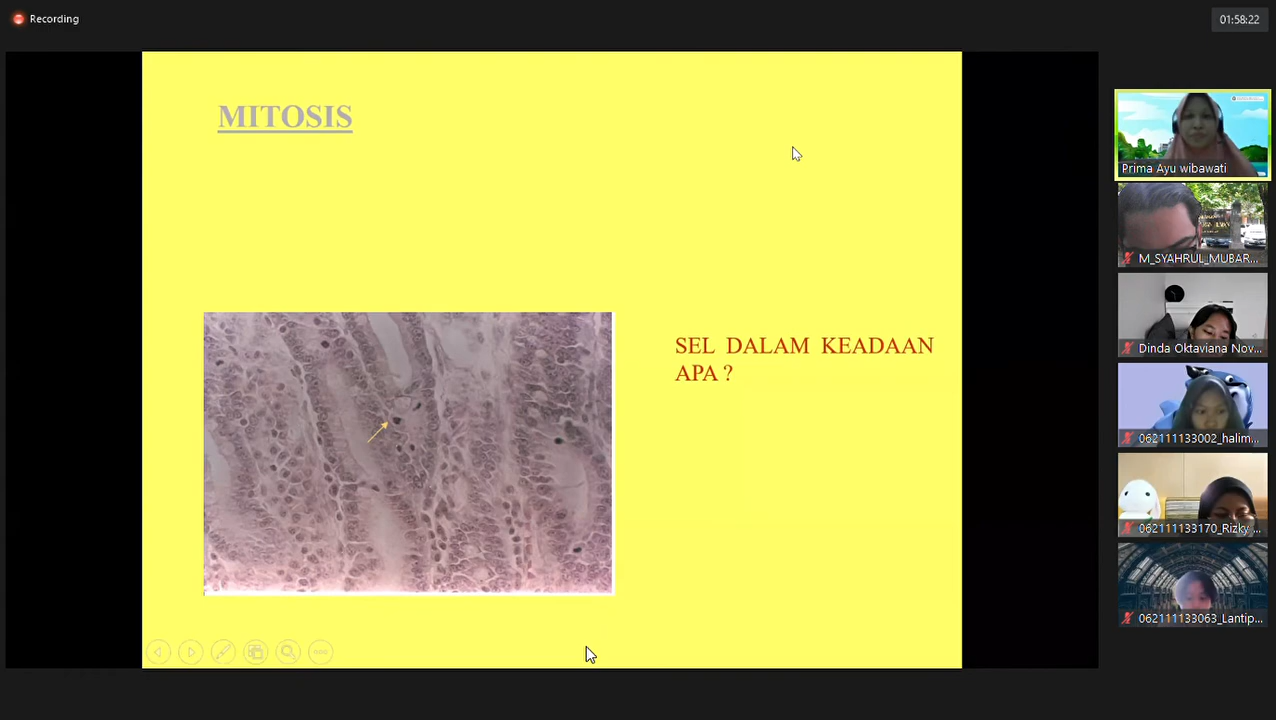 Recording
01:58:22
MITOSIS
SEL DALAM KEADAAN
APA ?
Prima Ayu wibawati
M_SYAHRUL_MUBAR...
Dinda Oktaviana Nov...
062111133002_halim...
062111133170_Rizky ...
062111133063_Lantip...